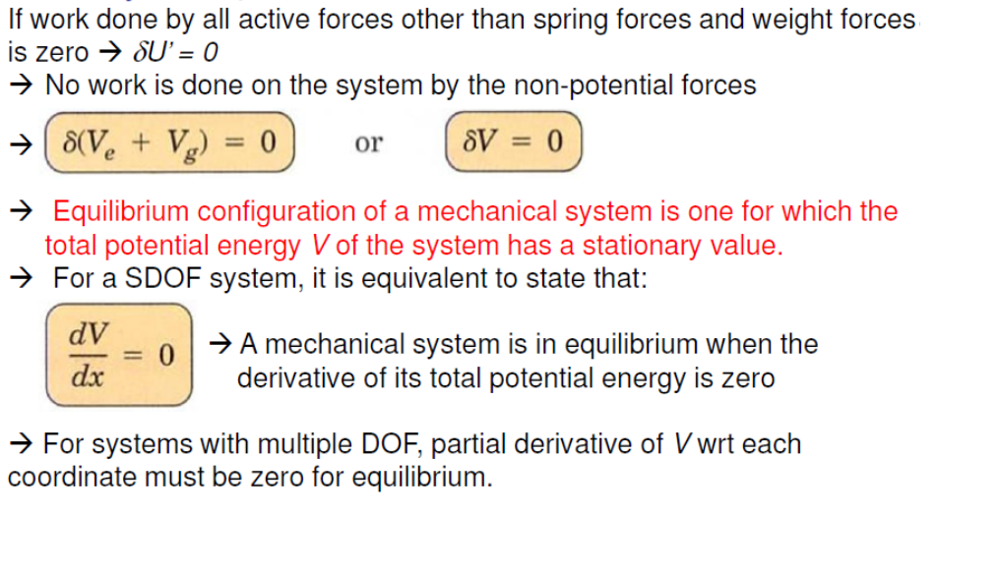 If work done by all active forces other than spring forces and weight forces
is zero → δU’ = 0
→ No work is done on the system by the non-potential forces
→ δ(Vₑ + V_g) = 0 or δV = 0
→ Equilibrium configuration of a mechanical system is one for which the
total potential energy V of the system has a stationary value.
→ For a SDOF system, it is equivalent to state that:
dV/dx = 0 → A mechanical system is in equilibrium when the
derivative of its total potential energy is zero
→ For systems with multiple DOF, partial derivative of V wrt each
coordinate must be zero for equilibrium.